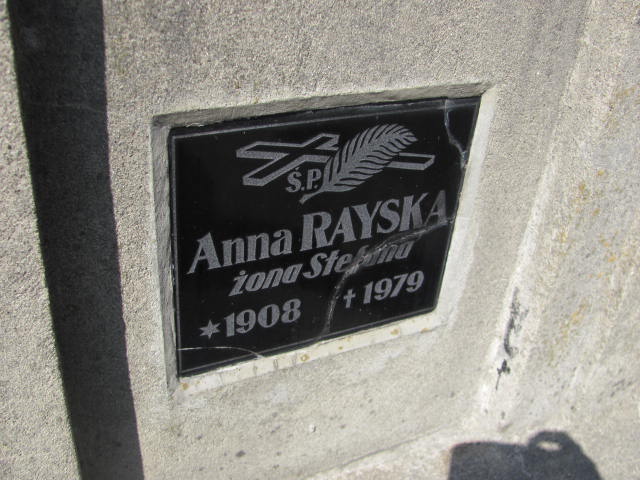 Ś.P.
Anna RAYSKA
żona Stefana
*1908 †1979